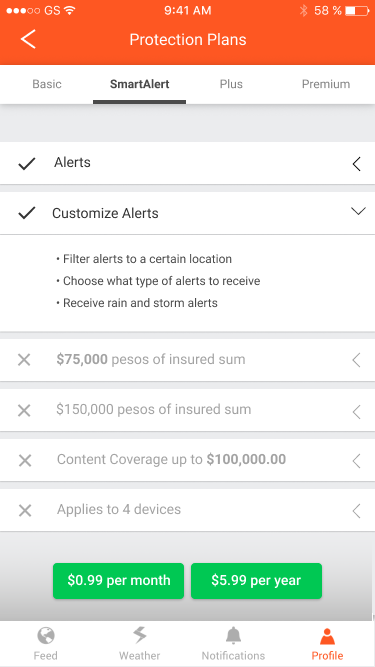 GS 9:41 AM 58 %
Protection Plans
Basic SmartAlert Plus Premium
Alerts
Customize Alerts
• Filter alerts to a certain location
• Choose what type of alerts to receive
• Receive rain and storm alerts
$75,000 pesos of insured sum
$150,000 pesos of insured sum
Content Coverage up to $100,000.00
Applies to 4 devices
$0.99 per month $5.99 per year
Feed Weather Notifications Profile